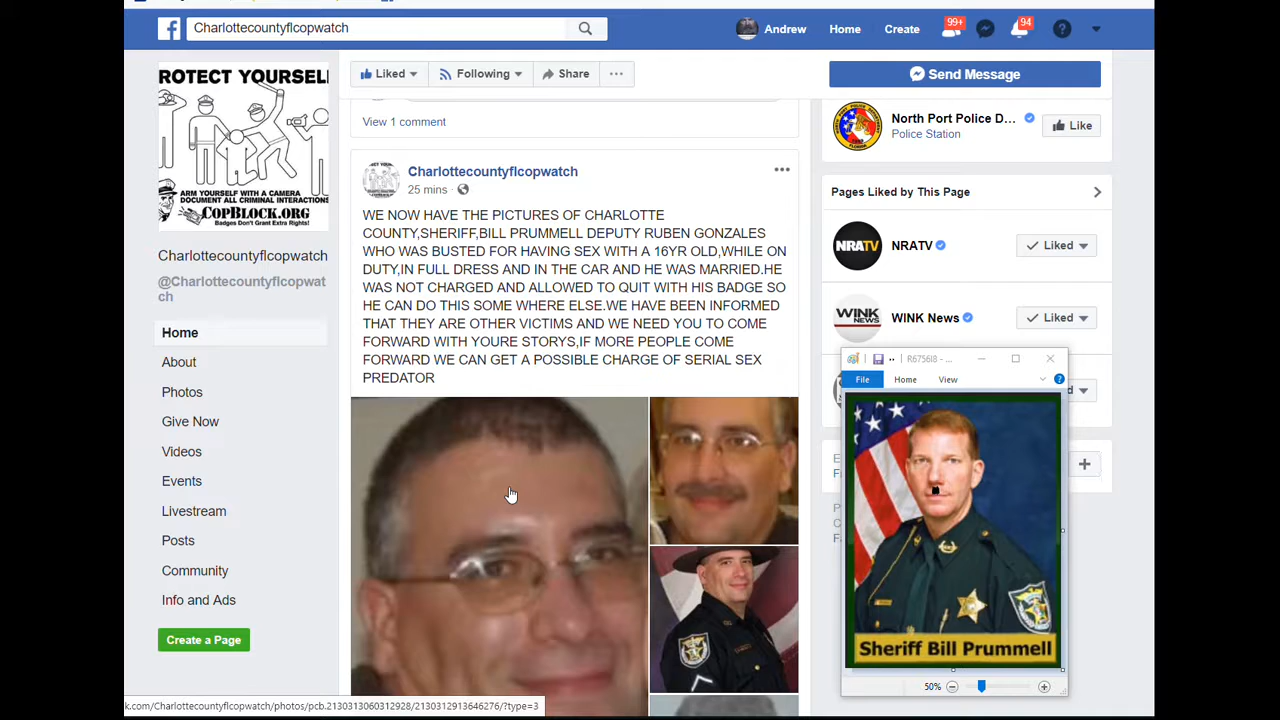 Charlottecountyflcopwatch
Andrew
Home
Create
99+
94
ROTECT YOURSELF
ARM YOURSELF WITH A CAMERA
DOCUMENT ALL CRIMINAL INTERACTIONS
COPBLOCK.ORG
Badges Don't Grant Extra Rights!
Charlottecountyflcopwatch
@Charlottecountyflcopwat
ch
Home
About
Photos
Give Now
Videos
Events
Livestream
Posts
Community
Info and Ads
Create a Page
Liked
Following
Share
Send Message
View 1 comment
Charlottecountyflcopwatch
25 mins
WE NOW HAVE THE PICTURES OF CHARLOTTE
COUNTY,SHERIFF,BILL PRUMMELL DEPUTY RUBEN GONZALES
WHO WAS BUSTED FOR HAVING SEX WITH A 16YR OLD,WHILE ON
DUTY,IN FULL DRESS AND IN THE CAR AND HE WAS MARRIED.HE
WAS NOT CHARGED AND ALLOWED TO QUIT WITH HIS BADGE SO
HE CAN DO THIS SOME WHERE ELSE.WE HAVE BEEN INFORMED
THAT THEY ARE OTHER VICTIMS AND WE NEED YOU TO COME
FORWARD WITH YOURE STORYS,IF MORE PEOPLE COME
FORWARD WE CAN GET A POSSIBLE CHARGE OF SERIAL SEX
PREDATOR
North Port Police D...
Police Station
Like
Pages Liked by This Page
NRATV
Liked
WINK News
Liked
R675I8 - ...
File
Home
View
Sheriff Bill Prummell
50%
k.com/Charlottecountyflcopwatch/photos/pcb.2130313060312928/2130312913646276/?type=3